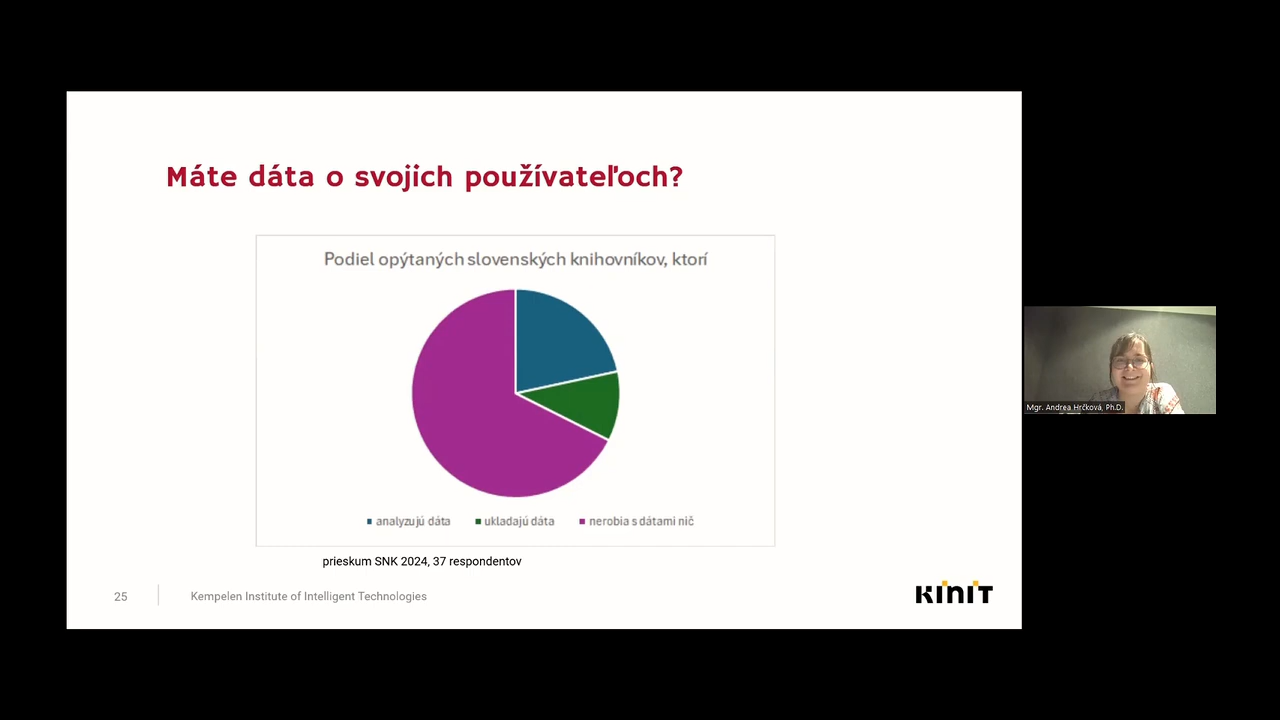 Máte dáta o svojich používateľoch?
Podiel opýtaných slovenských knihovníkov, ktorí
analyzujú dáta
ukladajú dáta
nerobia s dátami nič
prieskum SNK 2024, 37 respondentov
25
Kempelen Institute of Intelligent Technologies
KINIT
Mgr. Andrea Hrčková, Ph.D.